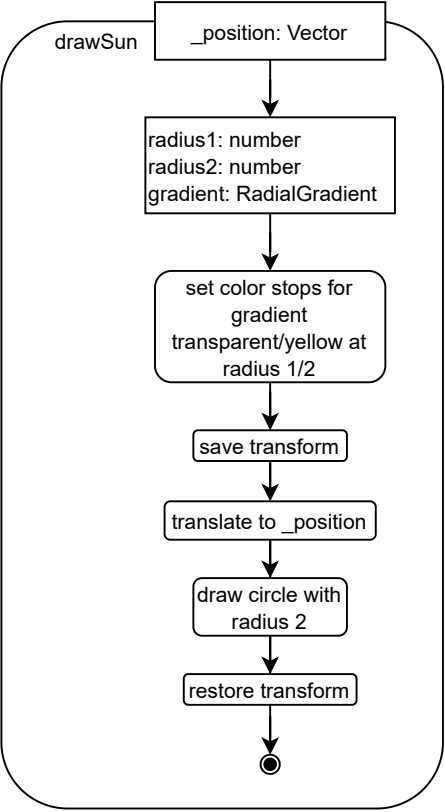 drawSun
_position: Vector
radius1: number
radius2: number
gradient: RadialGradient
set color stops for
gradient
transparent/yellow at
radius 1/2
save transform
translate to _position
draw circle with
radius 2
restore transform